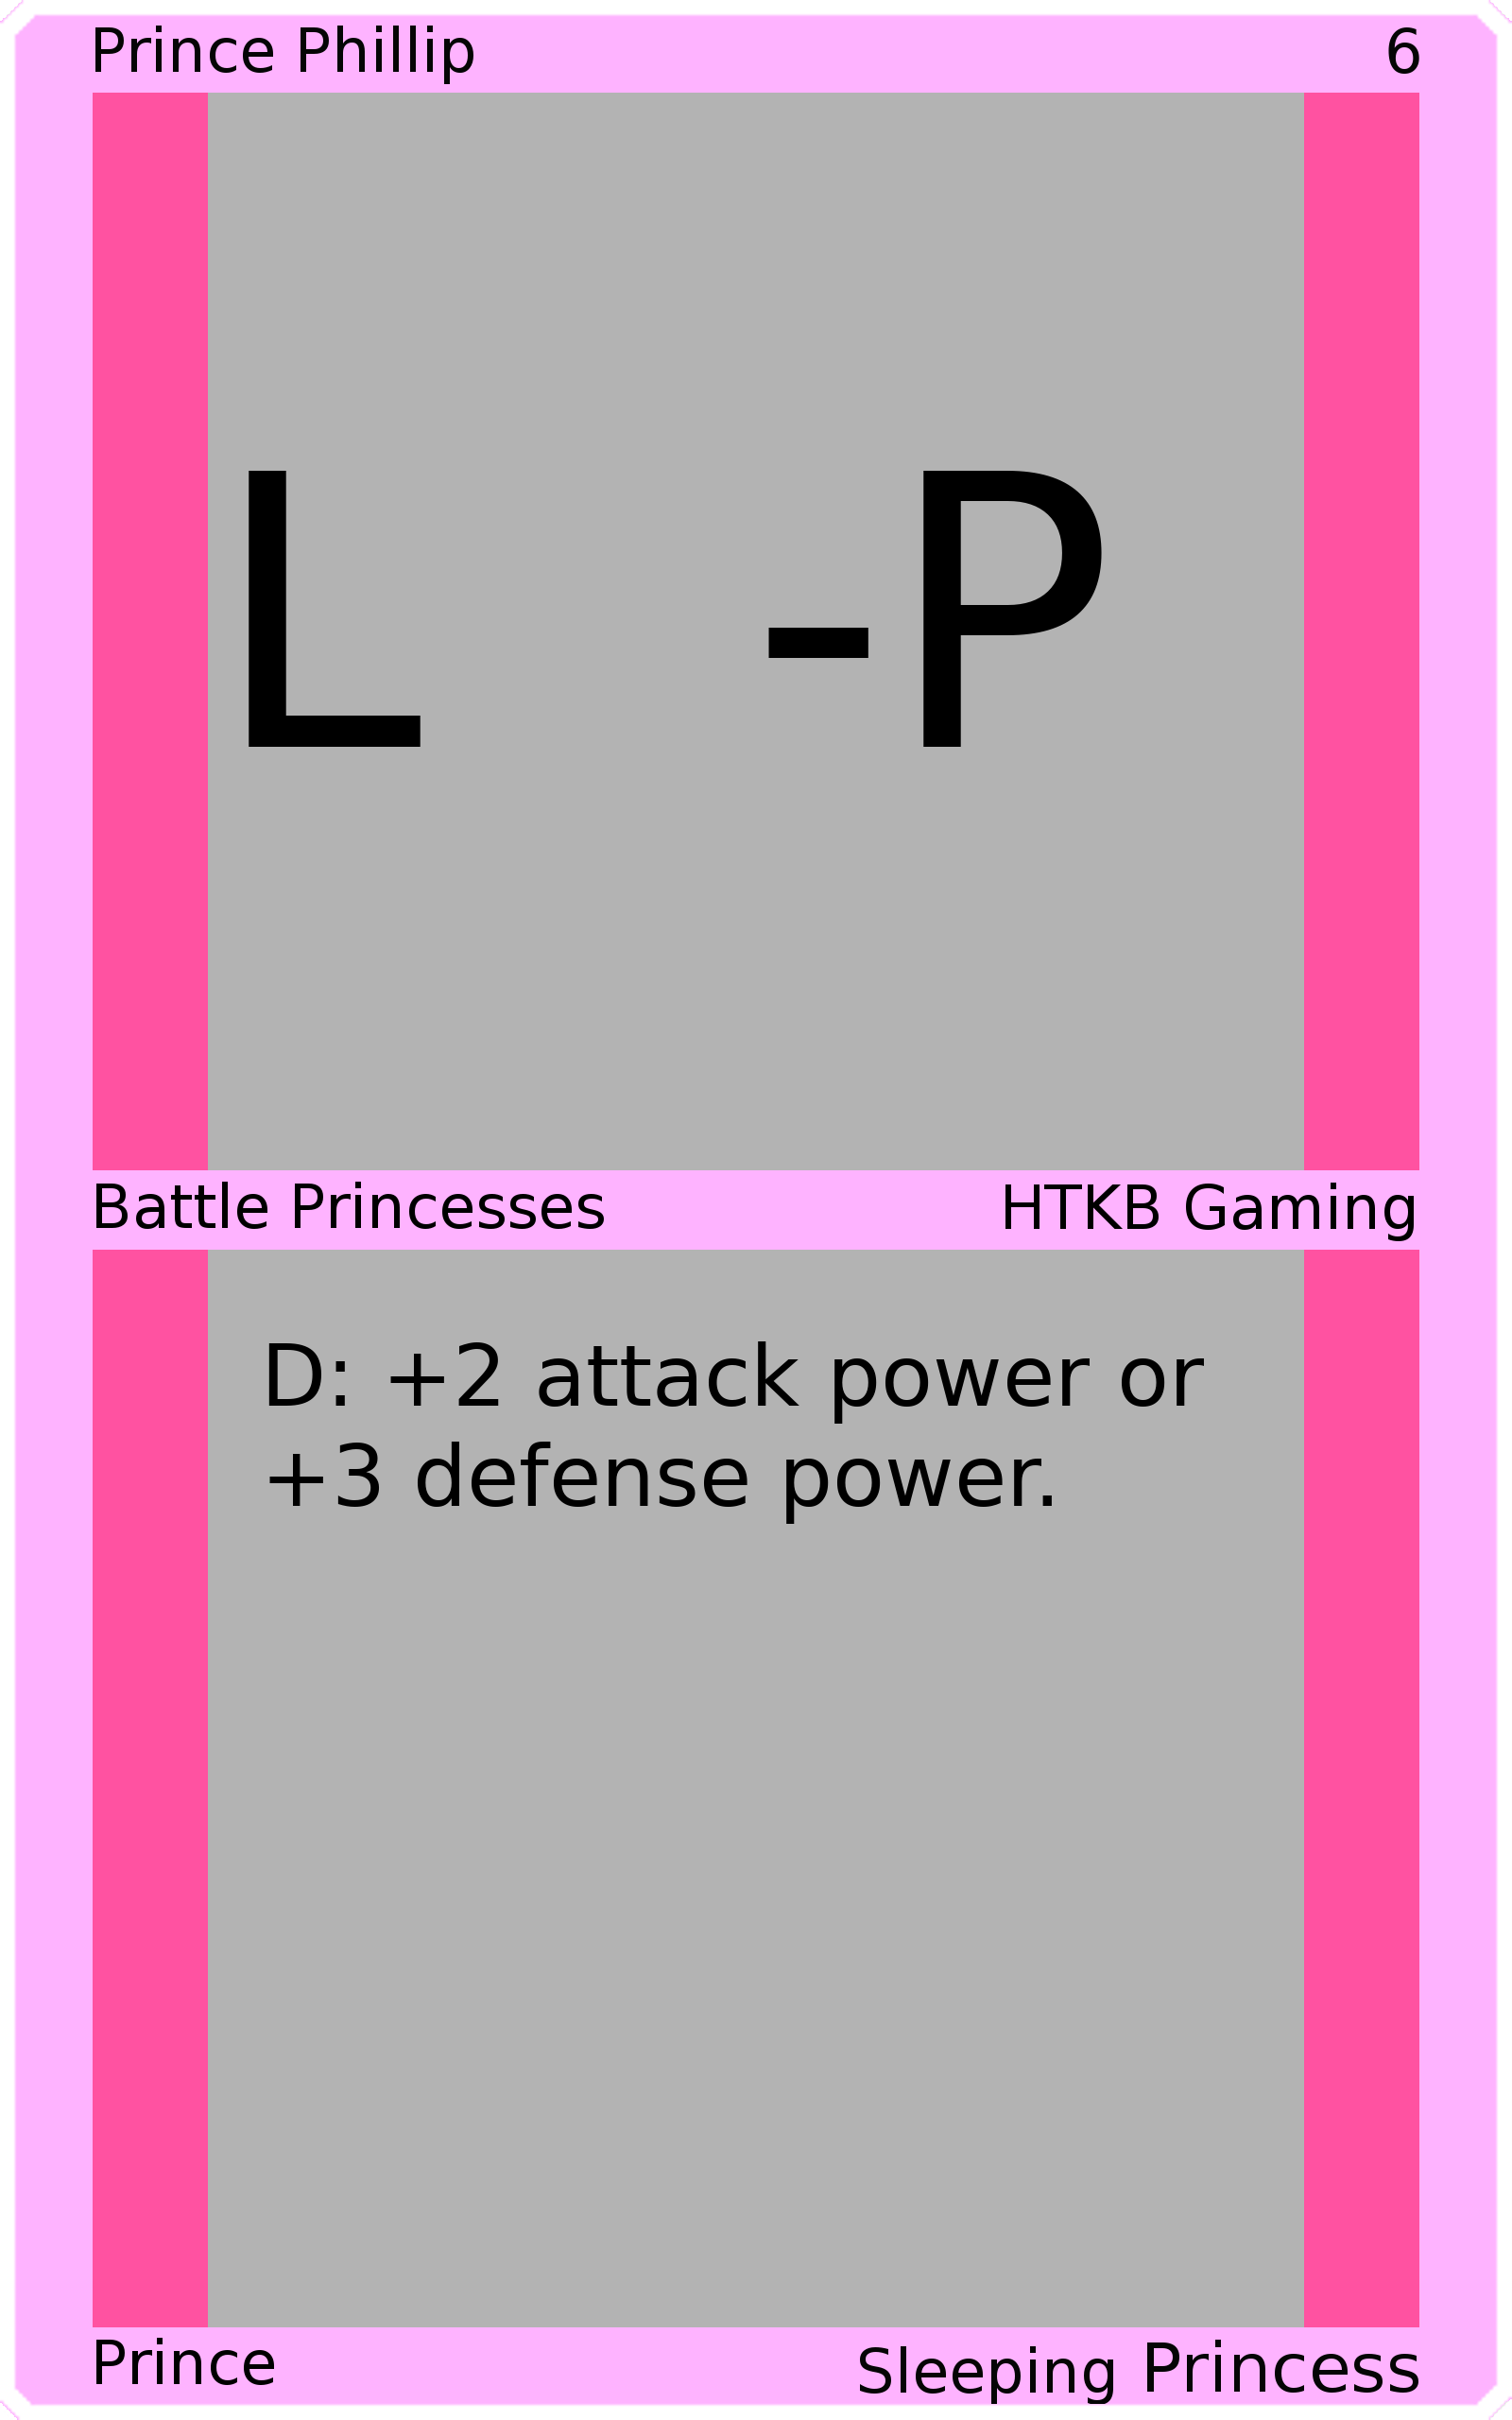 Prince Phillip 6
L -P
Battle Princesses HTKB Gaming
D: +2 attack power or
+3 defense power.
Prince Sleeping Princess